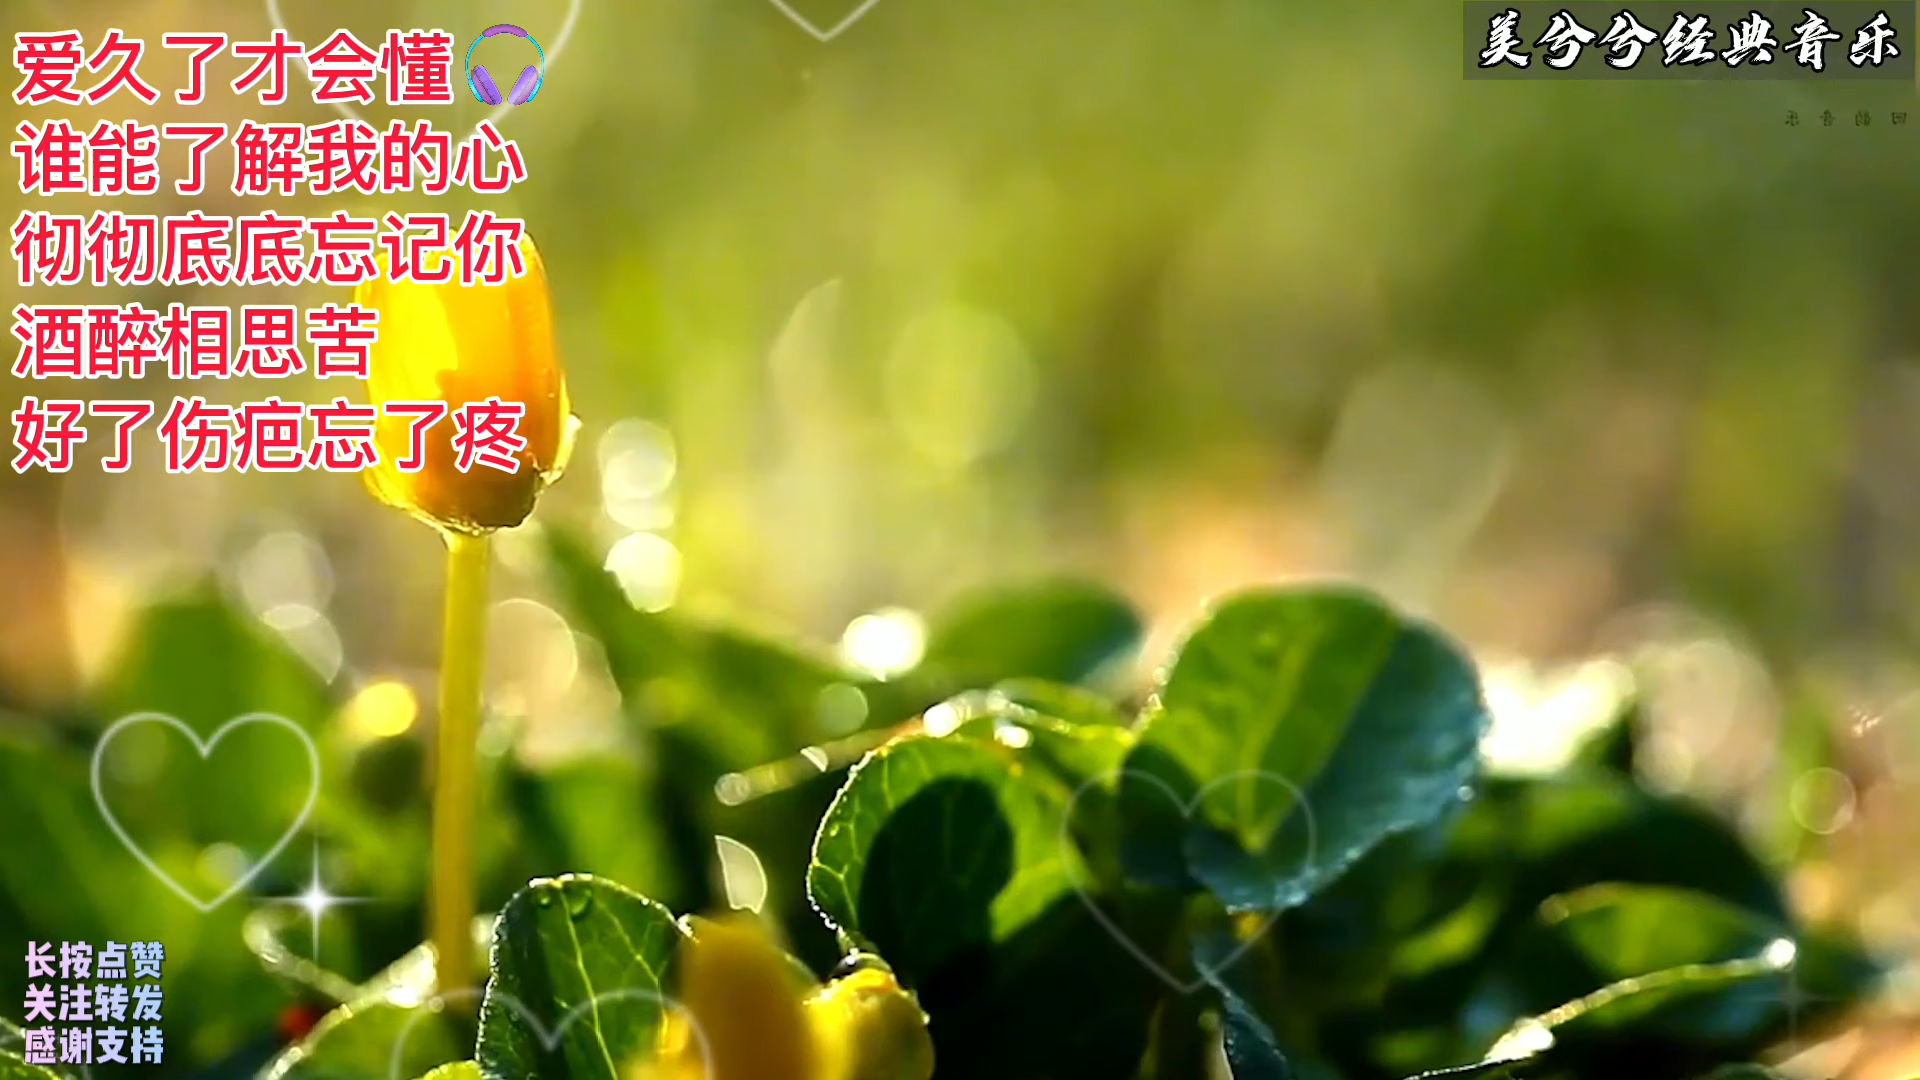 爱久了才会懂
谁能了解我的心
彻彻底底忘记你
酒醉相思苦
好了伤疤忘了疼
美兮兮经典音乐
长按点赞
关注转发
感谢支持